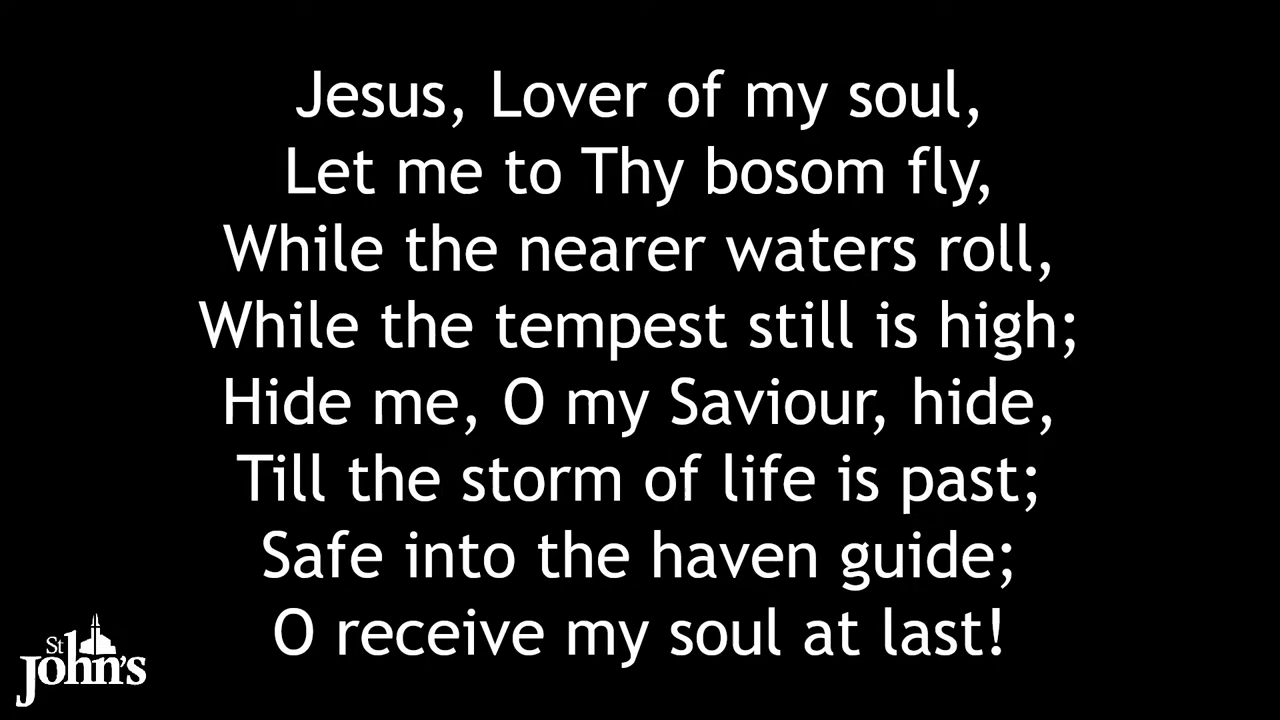 Jesus, Lover of my soul,
Let me to Thy bosom fly,
While the nearer waters roll,
While the tempest still is high;
Hide me, O my Saviour, hide,
Till the storm of life is past;
Safe into the haven guide;
O receive my soul at last!
St
John's